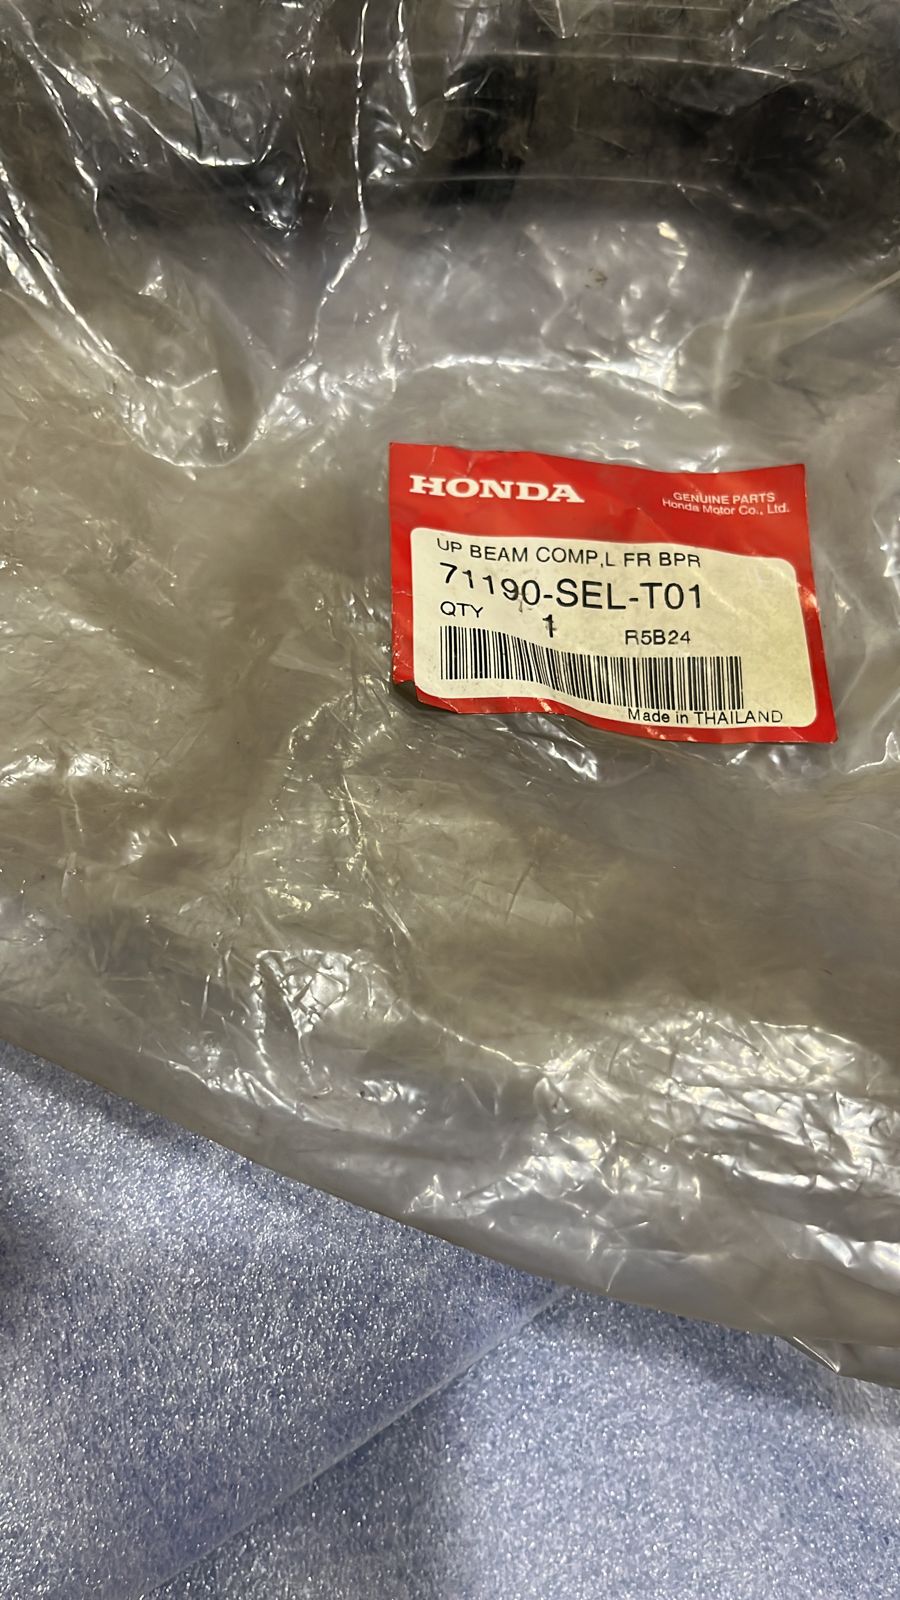 HONDA
GENUINE PARTS
Honda Motor Co., Ltd.
UP BEAM COMP,L FR BPR
71190-SEL-T01
QTY 1 R5B24
Made in THAILAND